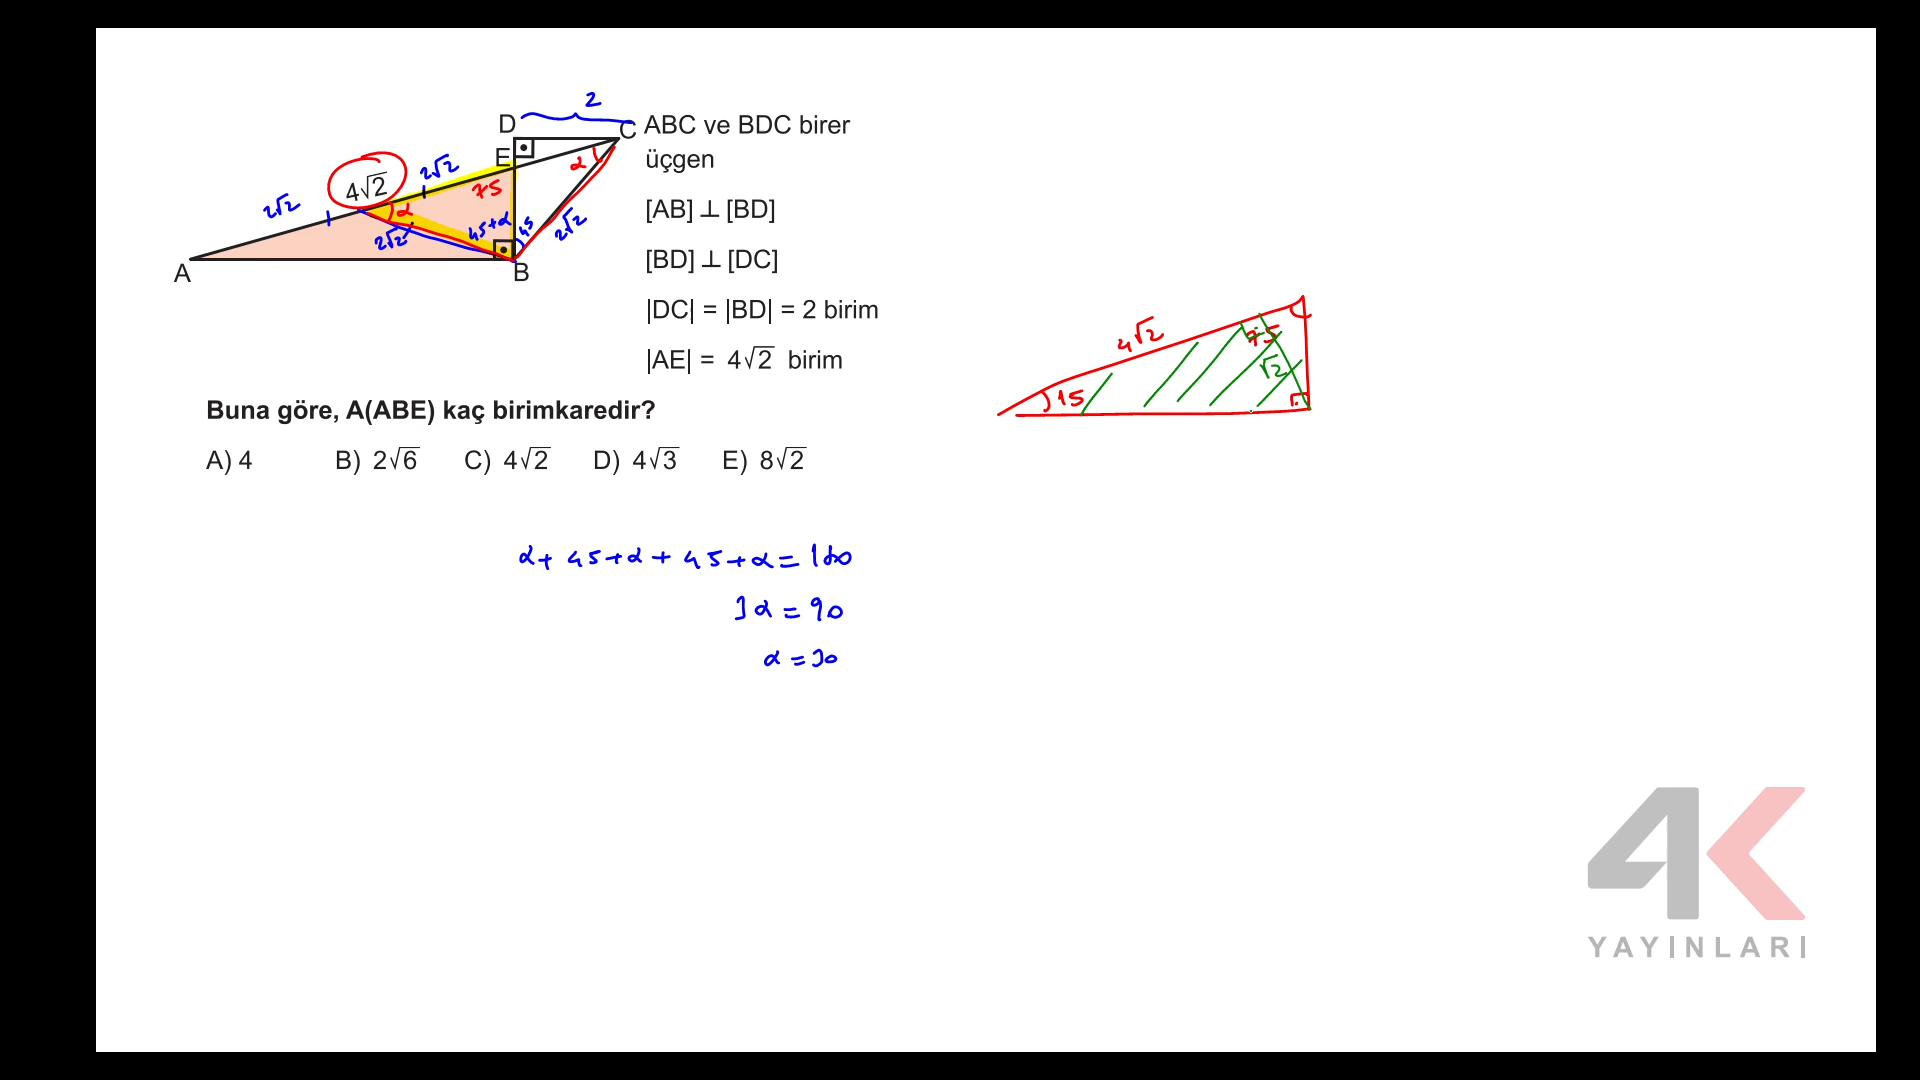 2
D
C
ABC ve BDC birer
üçgen
E
2√2
4√2
α
75
2√2
α
45+α
45
2√2
2√2
A
B
[AB] ⊥ [BD]
[BD] ⊥ [DC]
|DC| = |BD| = 2 birim
|AE| = 4√2 birim
4√2
75
√2
15
Buna göre, A(ABE) kaç birimkaredir?
A) 4 B) 2√6 C) 4√2 D) 4√3 E) 8√2
α + 45+α + 45+α = 180
3α = 90
α = 30
4K
YAYINLARI